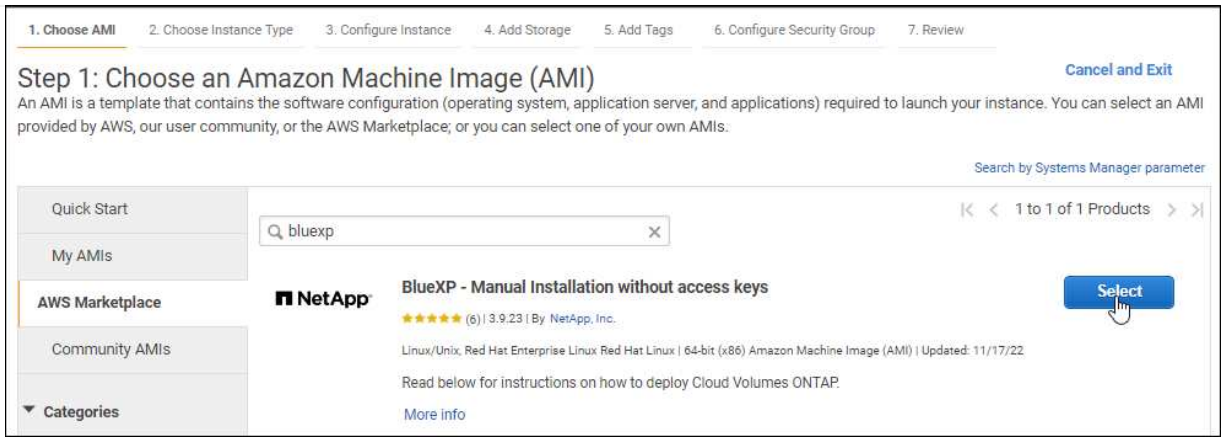 1. Choose AMI 2. Choose Instance Type 3. Configure Instance 4. Add Storage 5. Add Tags 6. Configure Security Group 7. Review
Step 1: Choose an Amazon Machine Image (AMI)
Cancel and Exit
An AMI is a template that contains the software configuration (operating system, application server, and applications) required to launch your instance. You can select an AMI
provided by AWS, our user community, or the AWS Marketplace; or you can select one of your own AMIs.
Search by Systems Manager parameter
Quick Start
My AMIs
AWS Marketplace
Community AMIs
Categories
bluexp
1 to 1 of 1 Products
NetApp
BlueXP - Manual Installation without access keys
(6) | 3.9.23 | By NetApp, Inc.
Linux/Unix, Red Hat Enterprise Linux Red Hat Linux | 64-bit (x86) Amazon Machine Image (AMI) | Updated: 11/17/22
Read below for instructions on how to deploy Cloud Volumes ONTAP.
More info
Select